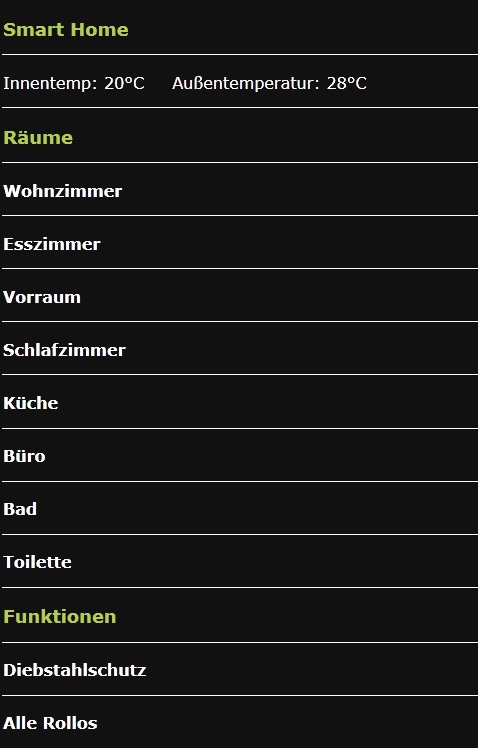 Smart Home
Innentemp: 20°C Außentemperatur: 28°C
Räume
Wohnzimmer
Esszimmer
Vorraum
Schlafzimmer
Küche
Büro
Bad
Toilette
Funktionen
Diebstahlschutz
Alle Rollos